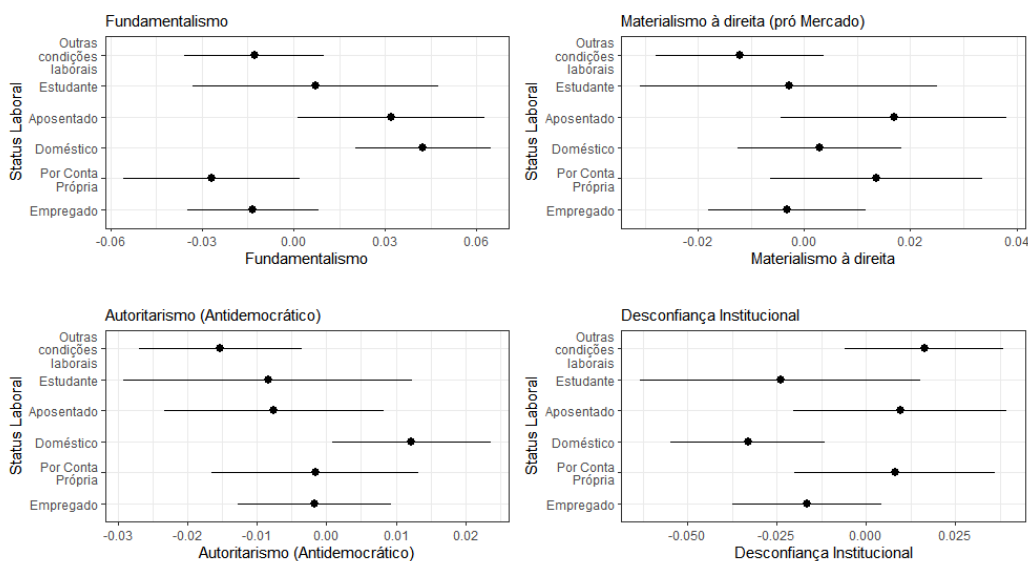 Fundamentalismo
Status Laboral
Outras
condições
laborais
Estudante
Aposentado
Doméstico
Por Conta
Própria
Empregado
-0.06 -0.03 0.00 0.03 0.06
Fundamentalismo
Materialismo à direita (pró Mercado)
Status Laboral
Outras
condições
laborais
Estudante
Aposentado
Doméstico
Por Conta
Própria
Empregado
-0.02 0.00 0.02 0.04
Materialismo à direita
Autoritarismo (Antidemocrático)
Status Laboral
Outras
condições
laborais
Estudante
Aposentado
Doméstico
Por Conta
Própria
Empregado
-0.03 -0.02 -0.01 0.00 0.01 0.02
Autoritarismo (Antidemocrático)
Desconfiança Institucional
Status Laboral
Outras
condições
laborais
Estudante
Aposentado
Doméstico
Por Conta
Própria
Empregado
-0.050 -0.025 0.000 0.025
Desconfiança Institucional